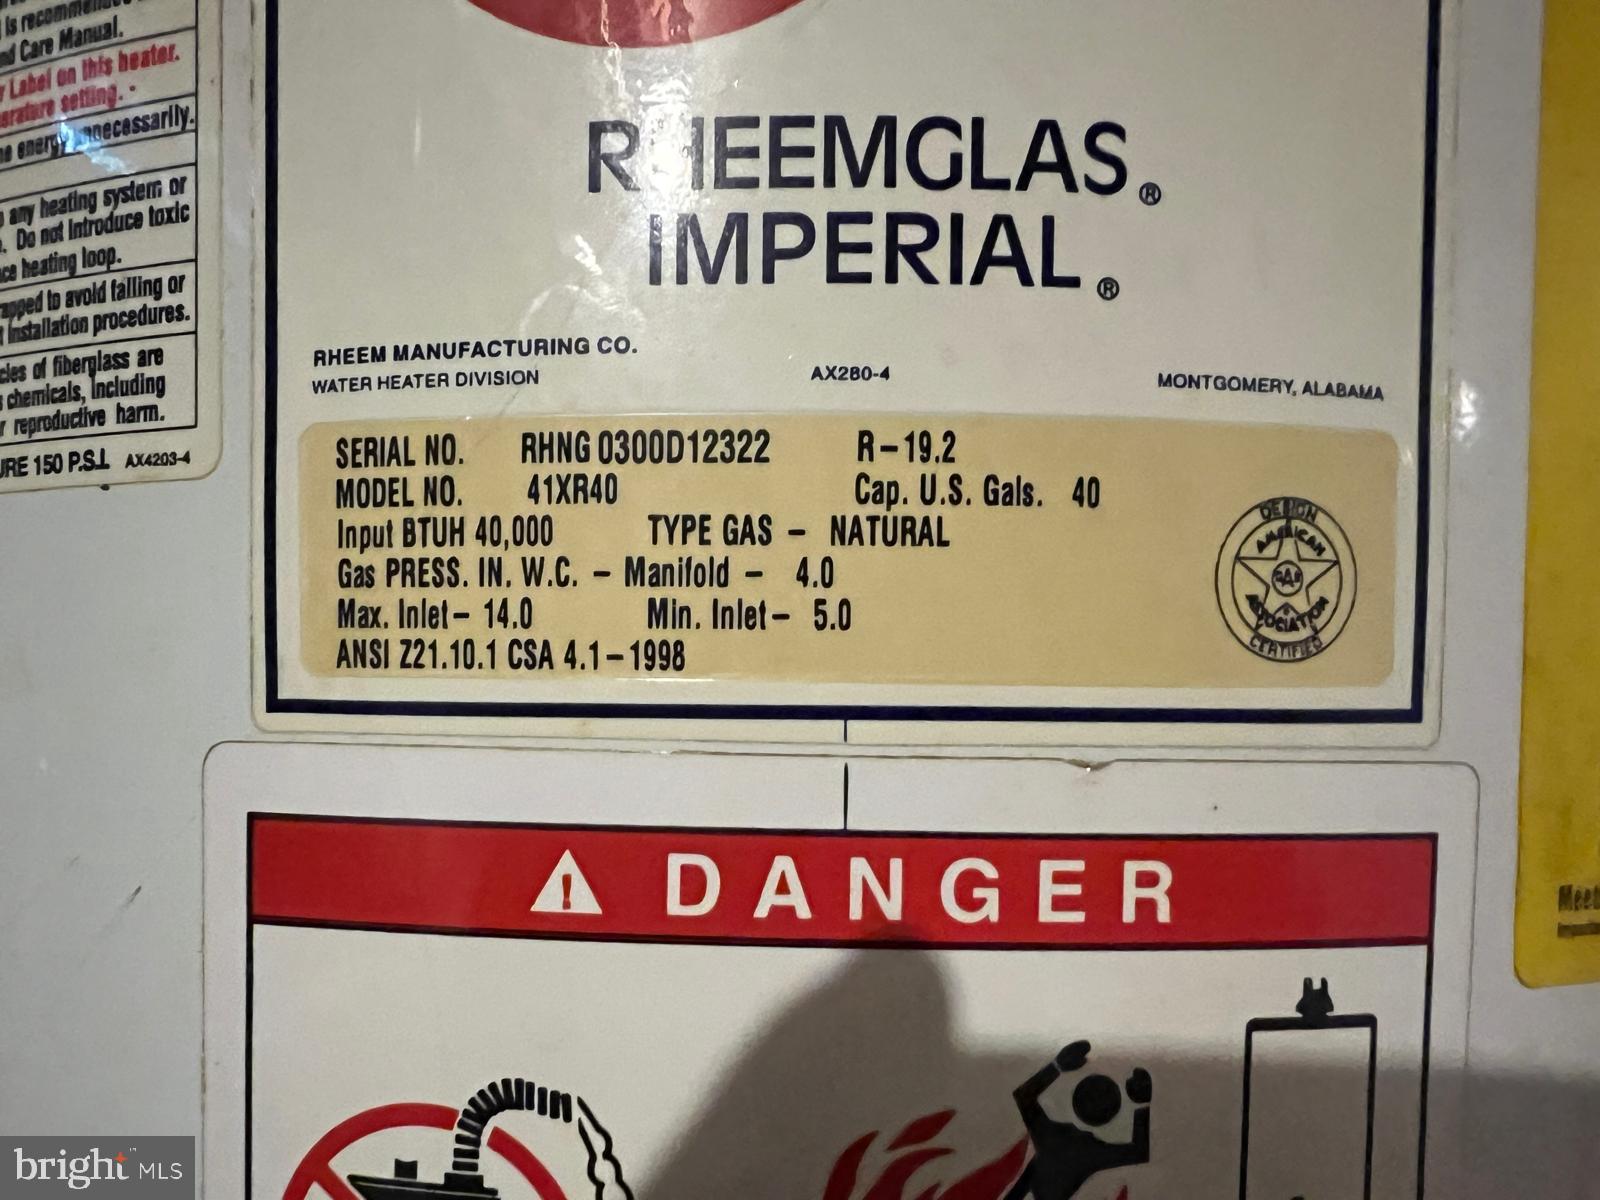 is recommended
nd Care Manual.
Label on this heater.
setting.
energy unnecessarily.
any heating system or
Do not introduce toxic
heating loop.
to avoid falling or
installation procedures.
of fiberglass are
chemicals, including
reproductive harm.
150 P.S.I. AX4203-4
RHEEMGLAS®
IMPERIAL®
RHEEM MANUFACTURING CO.
WATER HEATER DIVISION AX280-4 MONTGOMERY, ALABAMA
SERIAL NO. RHNG 0300D12322 R-19.2
MODEL NO. 41XR40 Cap. U.S. Gals. 40
Input BTUH 40,000 TYPE GAS - NATURAL
Gas PRESS. IN. W.C. - Manifold - 4.0
Max. Inlet- 14.0 Min. Inlet- 5.0
ANSI Z21.10.1 CSA 4.1-1998
DESIGN
AMERICAN
GAS
ASSOCIATION
CERTIFIED
DANGER
bright MLS